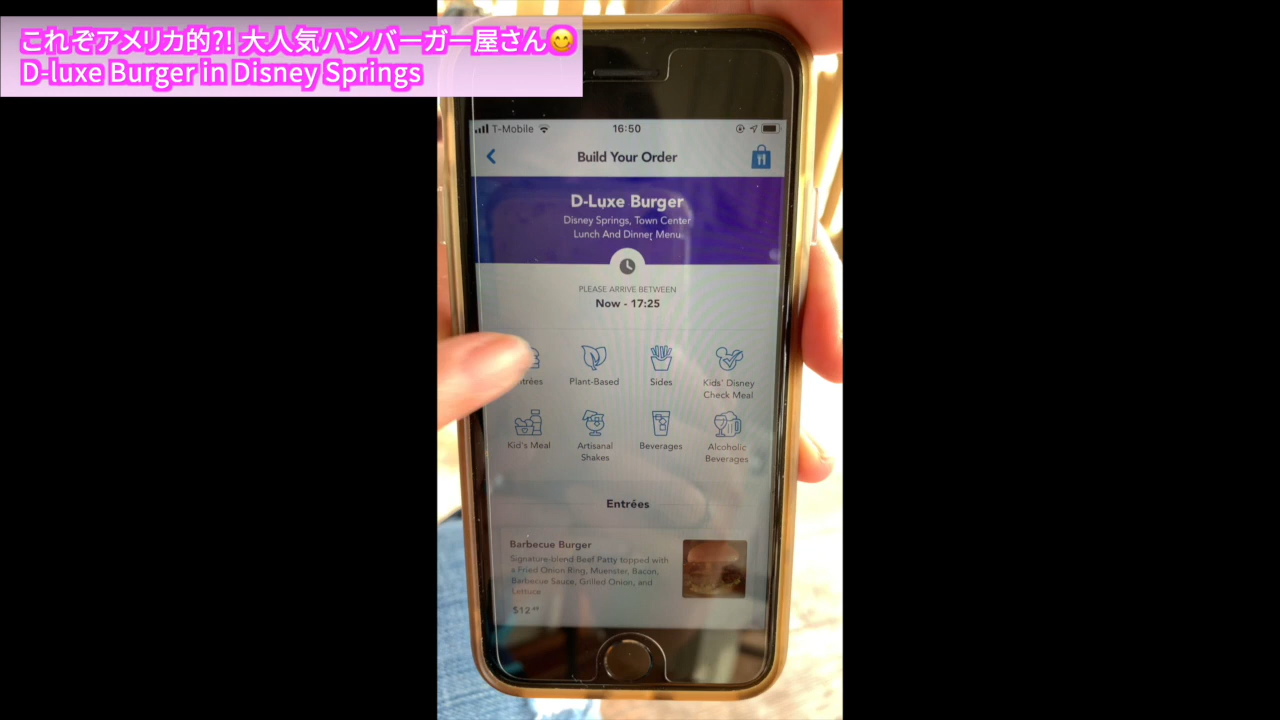 これぞアメリカ的?! 大人気ハンバーガー屋さん😋
D-luxe Burger in Disney Springs
T-Mobile 16:50
Build Your Order
D-Luxe Burger
Disney Springs, Town Center
Lunch And Dinner Menu
PLEASE ARRIVE BETWEEN
Now - 17:25
Plant-Based Sides Kids' Disney
Check Meal
Kid's Meal Artisanal Beverages Alcoholic
Shakes Beverages
Entrées
Barbecue Burger
Signature-blend Beef Patty topped with
a Fried Onion Ring, Muenster, Bacon,
Barbecue Sauce, Grilled Onion, and
Lettuce
$12